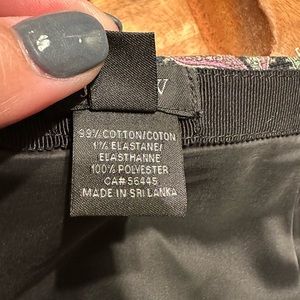 99% COTTON/COTON
1% ELASTANE/
ELASTHANNE
100% POLYESTER
CA# 56445
MADE IN SRI LANKA